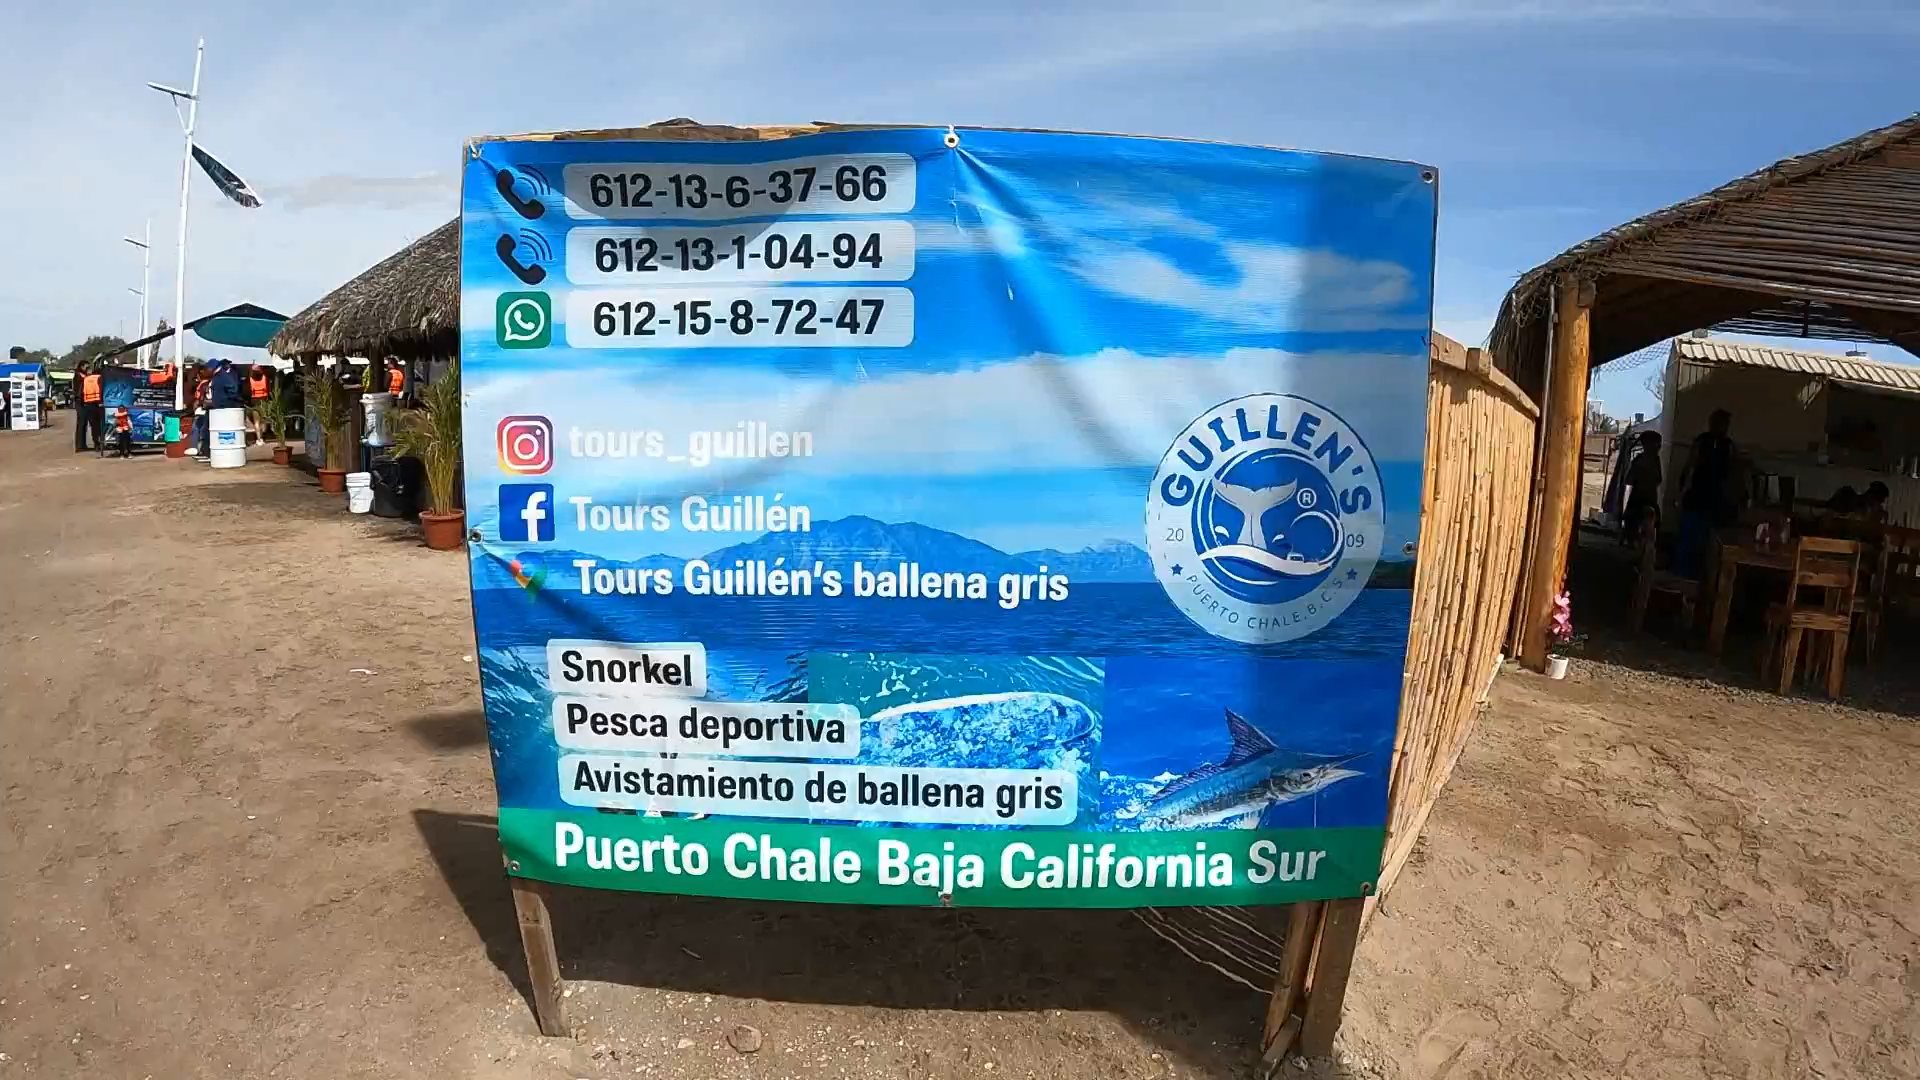 612-13-6-37-66
612-13-1-04-94
612-15-8-72-47
tours_guillen
Tours Guillén
Tours Guillén's ballena gris
GUILLEN'S
®
20 09
PUERTO CHALE. B.C.S.
Snorkel
Pesca deportiva
Avistamiento de ballena gris
Puerto Chale Baja California Sur